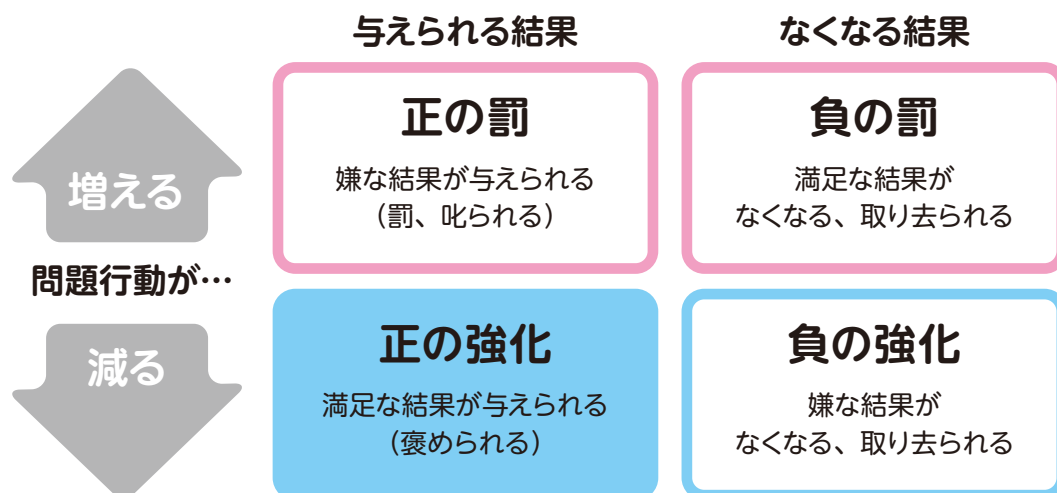 与えられる結果
なくなる結果
増える
正の罰
嫌な結果が与えられる
（罰、叱られる）
負の罰
満足な結果が
なくなる、取り去られる
問題行動が…
減る
正の強化
満足な結果が与えられる
（褒められる）
負の強化
嫌な結果が
なくなる、取り去られる